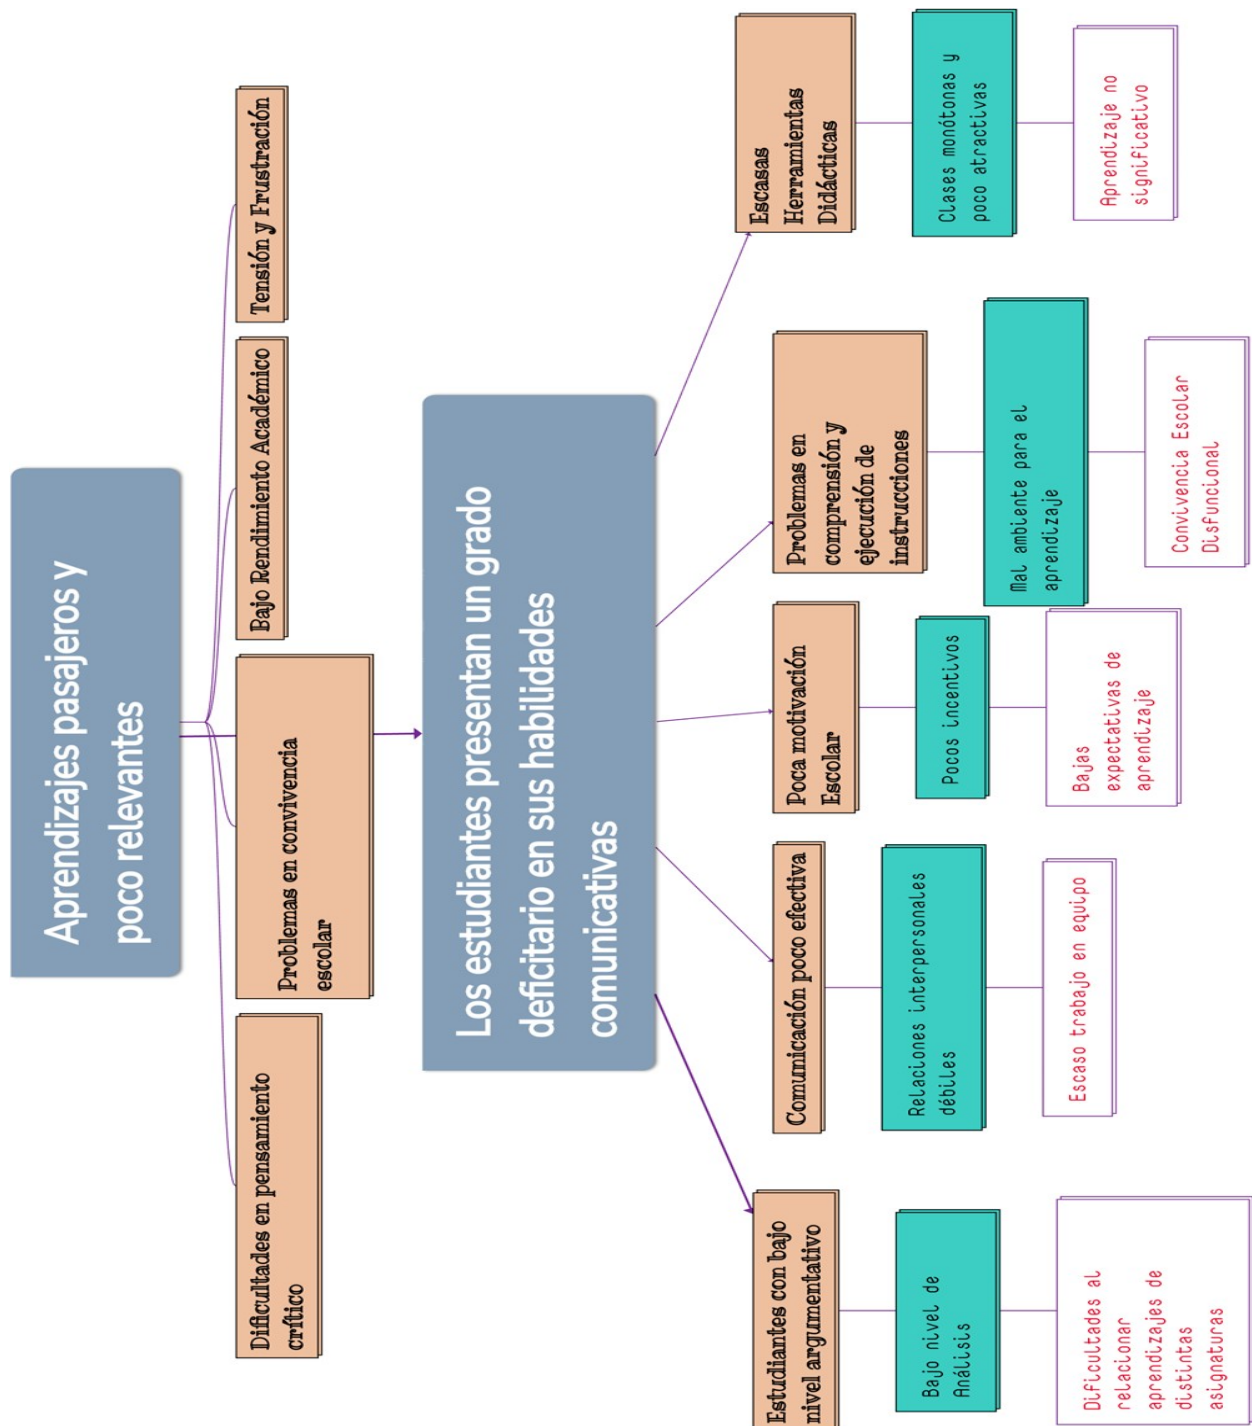 Aprendizajes pasajeros y
poco relevantes
Dificultades en pensamiento
crítico
Problemas en convivencia
escolar
Bajo Rendimiento Académico
Tensión y Frustración
Los estudiantes presentan un grado
deficitario en sus habilidades
comunicativas
Estudiantes con bajo
nivel argumentativo
Bajo nivel de
Análisis
Dificultades al
relacionar
aprendizajes de
distintas
asignaturas
Comunicación poco efectiva
Relaciones interpersonales
débiles
Escaso trabajo en equipo
Poca motivación
Escolar
Pocos incentivos
Bajas
expectativas de
aprendizaje
Problemas en
comprensión y
ejecución de
instrucciones
Mal ambiente para el
aprendizaje
Convivencia Escolar
Disfuncional
Escasas
Herramientas
Didácticas
Clases monótonas y
poco atractivas
Aprendizaje no
significativo